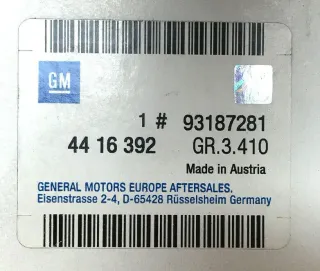 GM
1 # 93187281
44 16 392 GR.3.410
Made in Austria
GENERAL MOTORS EUROPE AFTERSALES.
Eisenstrasse 2-4, D-65428 Rüsselsheim Germany